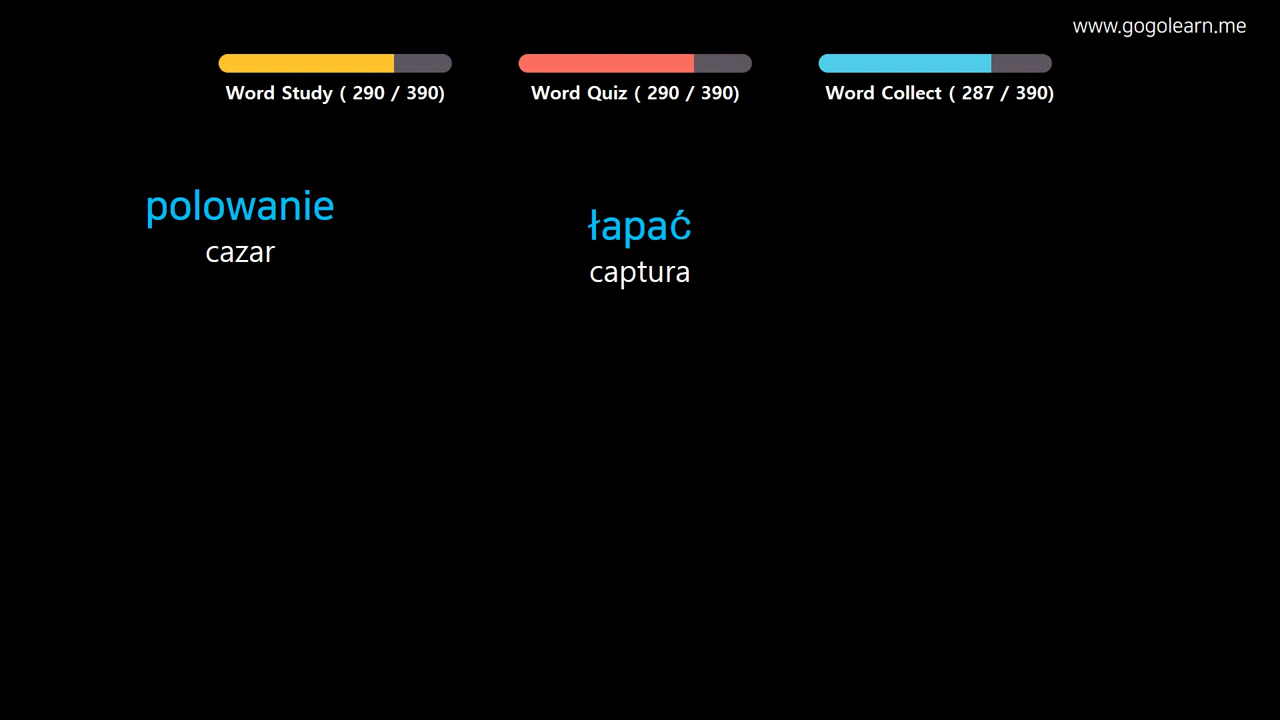 www.gogolearn.me
Word Study ( 290 / 390)
Word Quiz ( 290 / 390)
Word Collect ( 287 / 390)
polowanie
cazar
łapać
captura